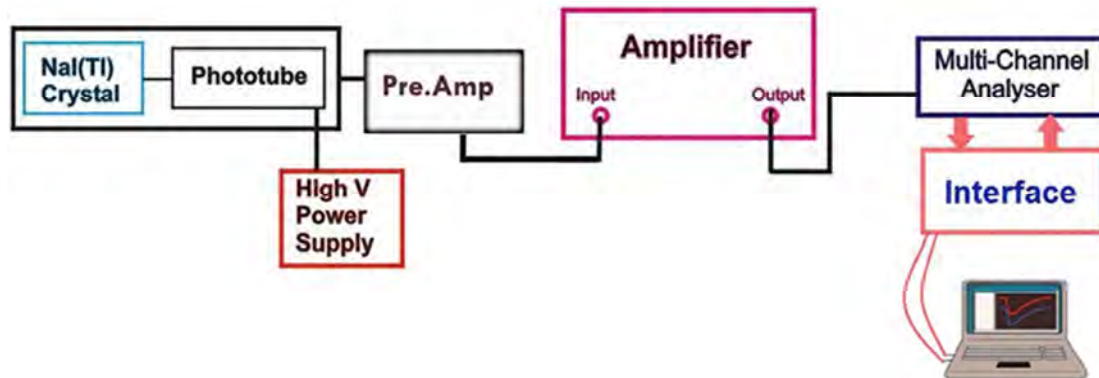 NaI(Tl)
Crystal
Phototube
Pre.Amp
HIgh V
Power
Supply
Amplifier
Input
Output
Multi-Channel
Analyser
Interface